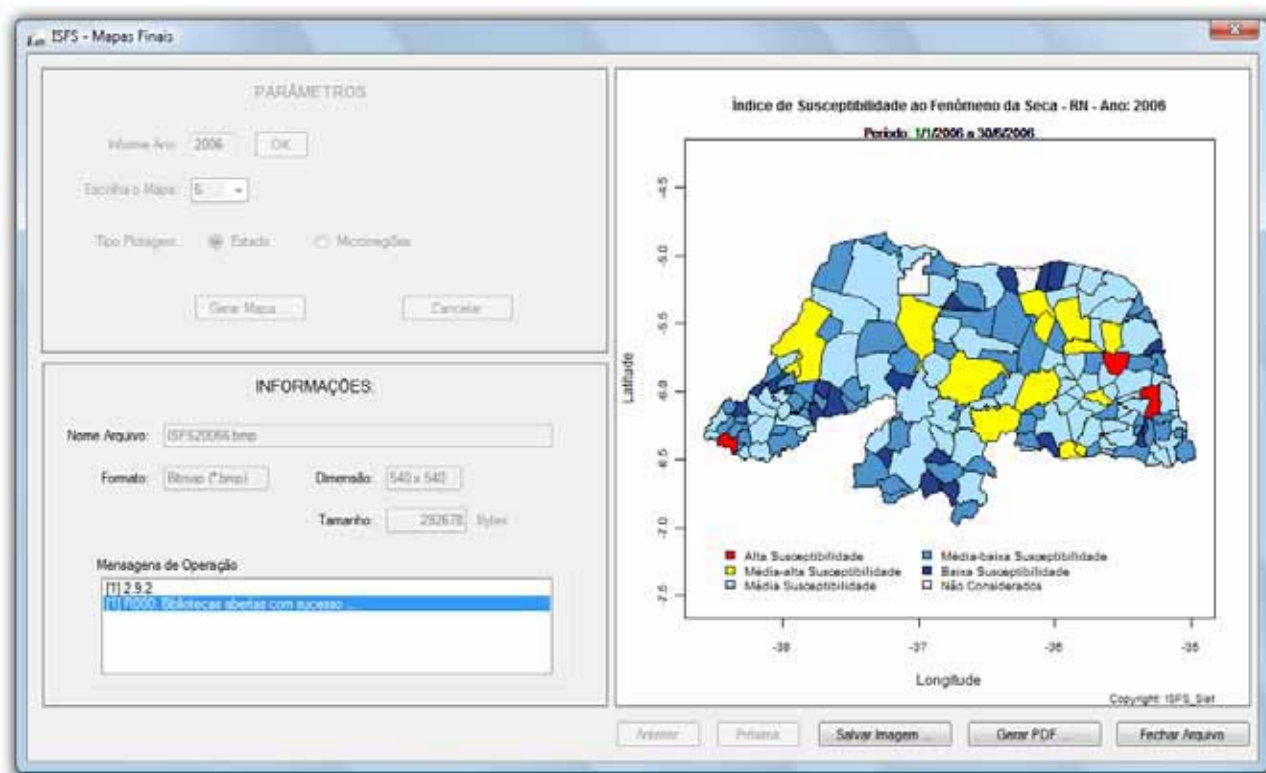 ISFS - Mapas Finais
PARÂMETROS
Informe Ano: 2006 OK
Escolha o Mapa: 6
Tipo Plotagem: Estado Microregiões
Gerar Mapa... Cancelar
INFORMAÇÕES:
Nome Arquivo: ISFS20066.bmp
Formato: Bitmap (*.bmp) Dimensão: 540 x 540
Tamanho: 292678 Bytes
Mensagens de Operação
[1] 2.9.2
[1] R000: Bibliotecas abertas com sucesso ...
Índice de Susceptibilidade ao Fenômeno da Seca - RN - Ano: 2006
Período: 1/1/2006 a 30/6/2006
Latitude
-4.5
-5.0
-5.5
-6.0
-6.5
-7.0
-7.5
Alta Susceptibilidade
Média-alta Susceptibilidade
Média Susceptibilidade
Média-baixa Susceptibilidade
Baixa Susceptibilidade
Não Considerados
-38 -37 -36 -35
Longitude
Copyright: ISFS_Siet
Anterior Próxima Salvar Imagem ... Gerar PDF ... Fechar Arquivo